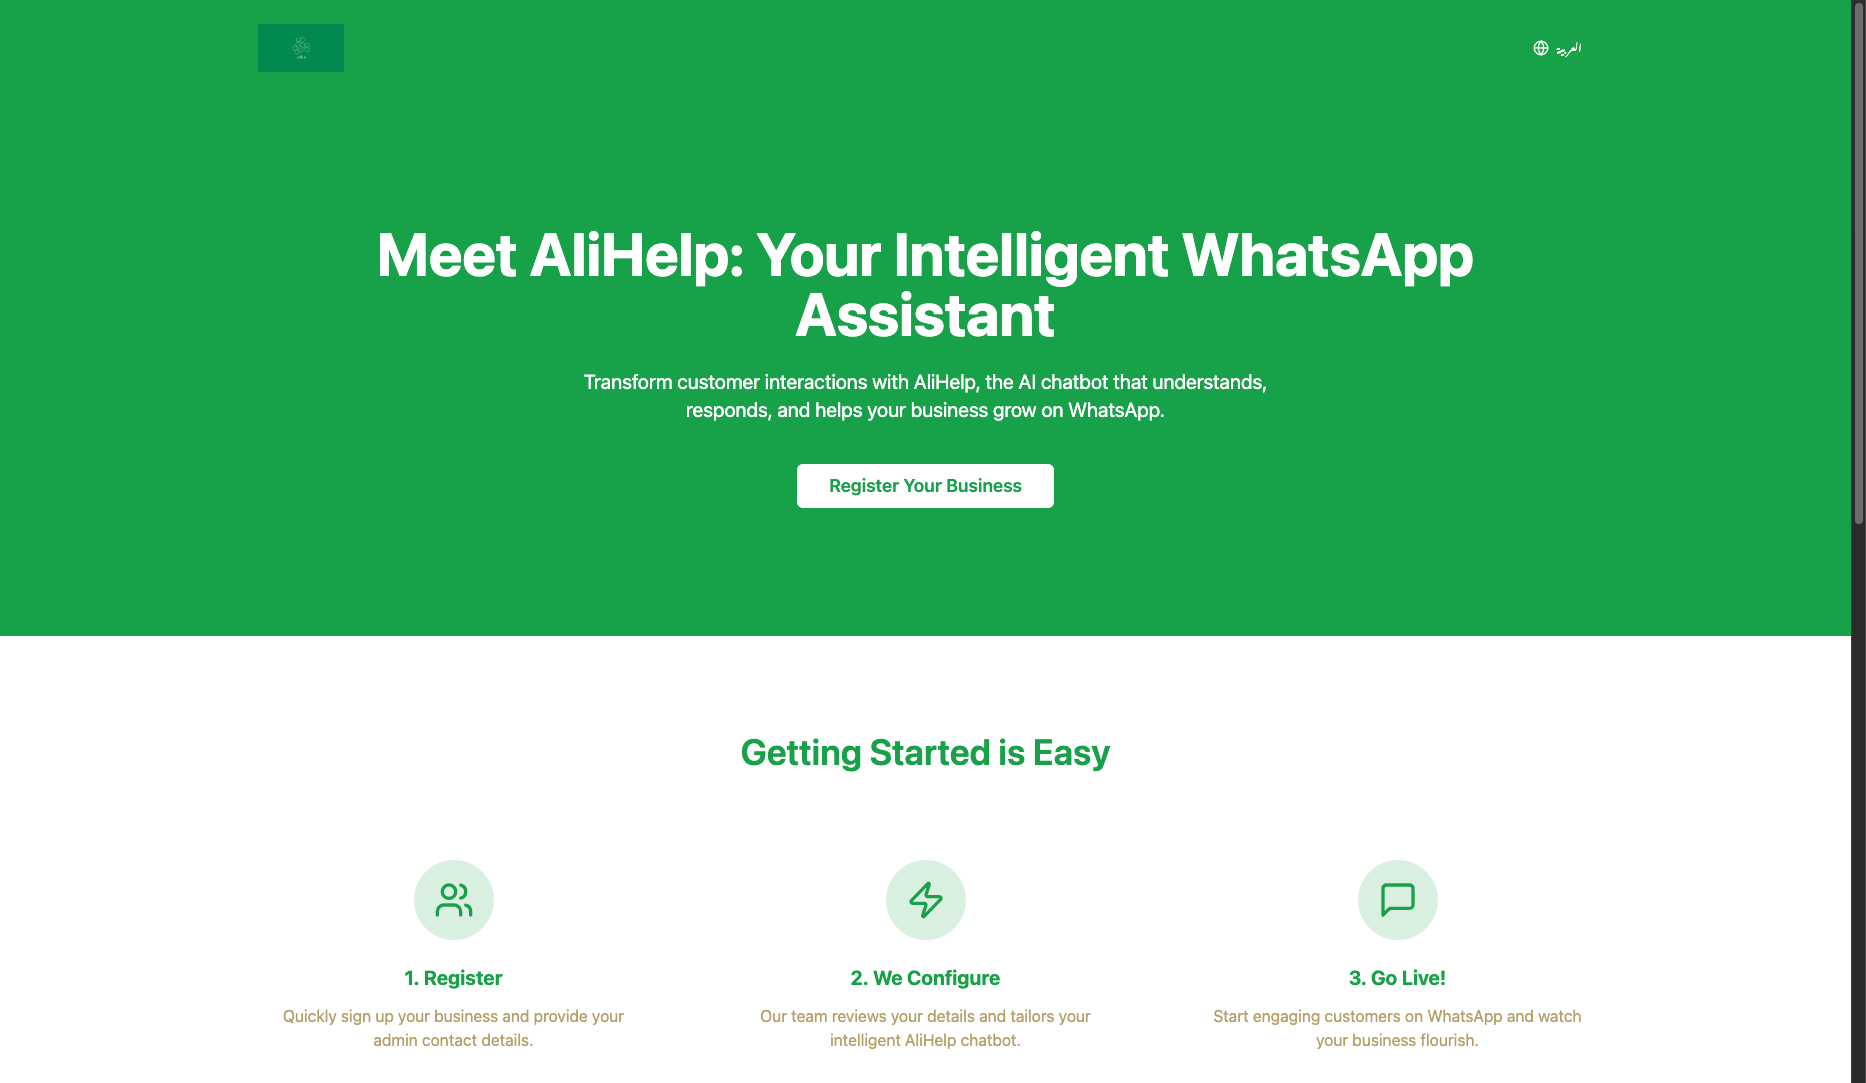 العربية
Meet AliHelp: Your Intelligent WhatsApp
Assistant
Transform customer interactions with AliHelp, the AI chatbot that understands,
responds, and helps your business grow on WhatsApp.
Register Your Business
Getting Started is Easy
1. Register
Quickly sign up your business and provide your
admin contact details.
2. We Configure
Our team reviews your details and tailors your
intelligent AliHelp chatbot.
3. Go Live!
Start engaging customers on WhatsApp and watch
your business flourish.